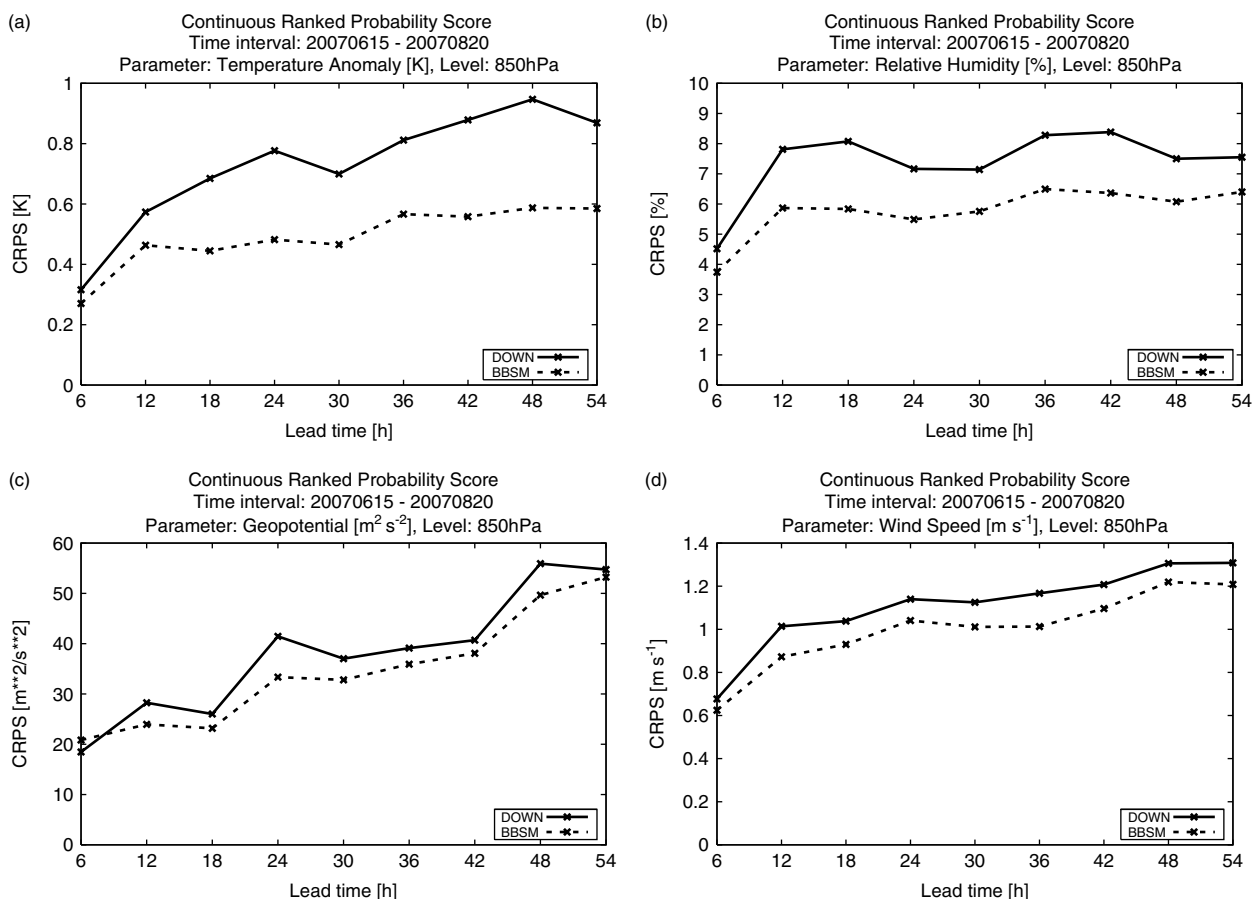 (a)
Continuous Ranked Probability Score
Time interval: 20070615 - 20070820
Parameter: Temperature Anomaly [K], Level: 850hPa
1
0.8
0.6
0.4
0.2
0
CRPS [K]
DOWN
BBSM
6 12 18 24 30 36 42 48 54
Lead time [h]
(b)
Continuous Ranked Probability Score
Time interval: 20070615 - 20070820
Parameter: Relative Humidity [%], Level: 850hPa
10
9
8
7
6
5
4
3
2
1
0
CRPS [%]
DOWN
BBSM
6 12 18 24 30 36 42 48 54
Lead time [h]
(c)
Continuous Ranked Probability Score
Time interval: 20070615 - 20070820
Parameter: Geopotential [m² s⁻²], Level: 850hPa
60
50
40
30
20
10
0
CRPS [m**2/s**2]
DOWN
BBSM
6 12 18 24 30 36 42 48 54
Lead time [h]
(d)
Continuous Ranked Probability Score
Time interval: 20070615 - 20070820
Parameter: Wind Speed [m s⁻¹], Level: 850hPa
1.4
1.2
1
0.8
0.6
0.4
0.2
0
CRPS [m s⁻¹]
DOWN
BBSM
6 12 18 24 30 36 42 48 54
Lead time [h]